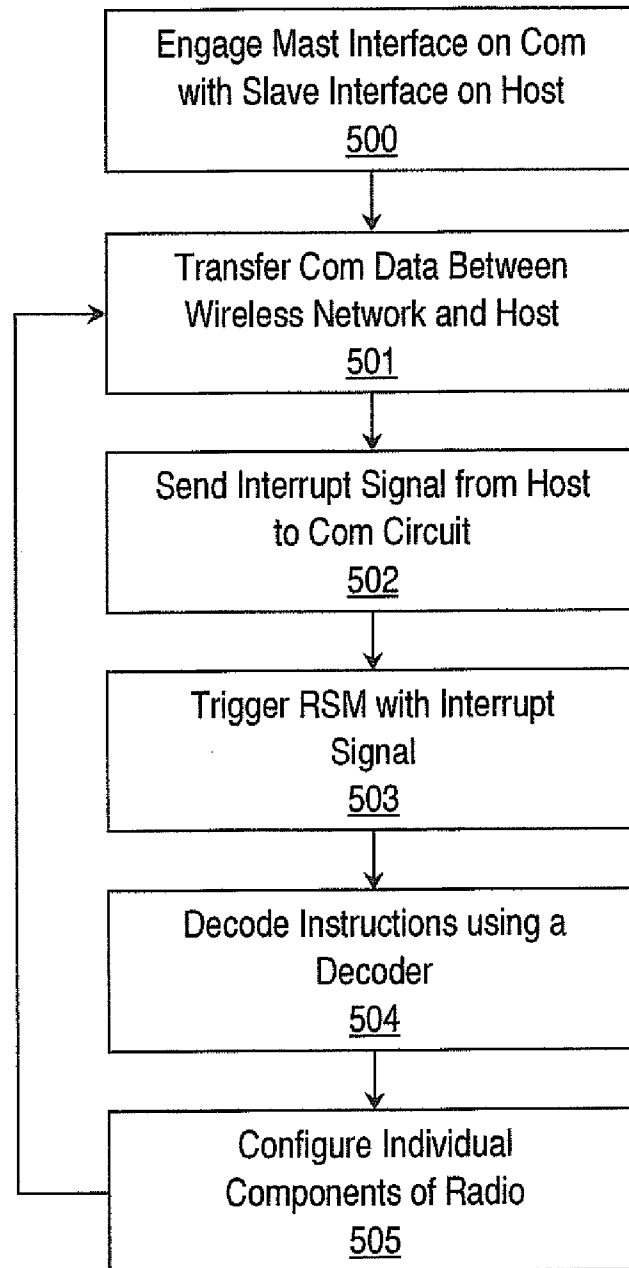 Engage Mast Interface on Com
with Slave Interface on Host
500
Transfer Com Data Between
Wireless Network and Host
501
Send Interrupt Signal from Host
to Com Circuit
502
Trigger RSM with Interrupt
Signal
503
Decode Instructions using a
Decoder
504
Configure Individual
Components of Radio
505